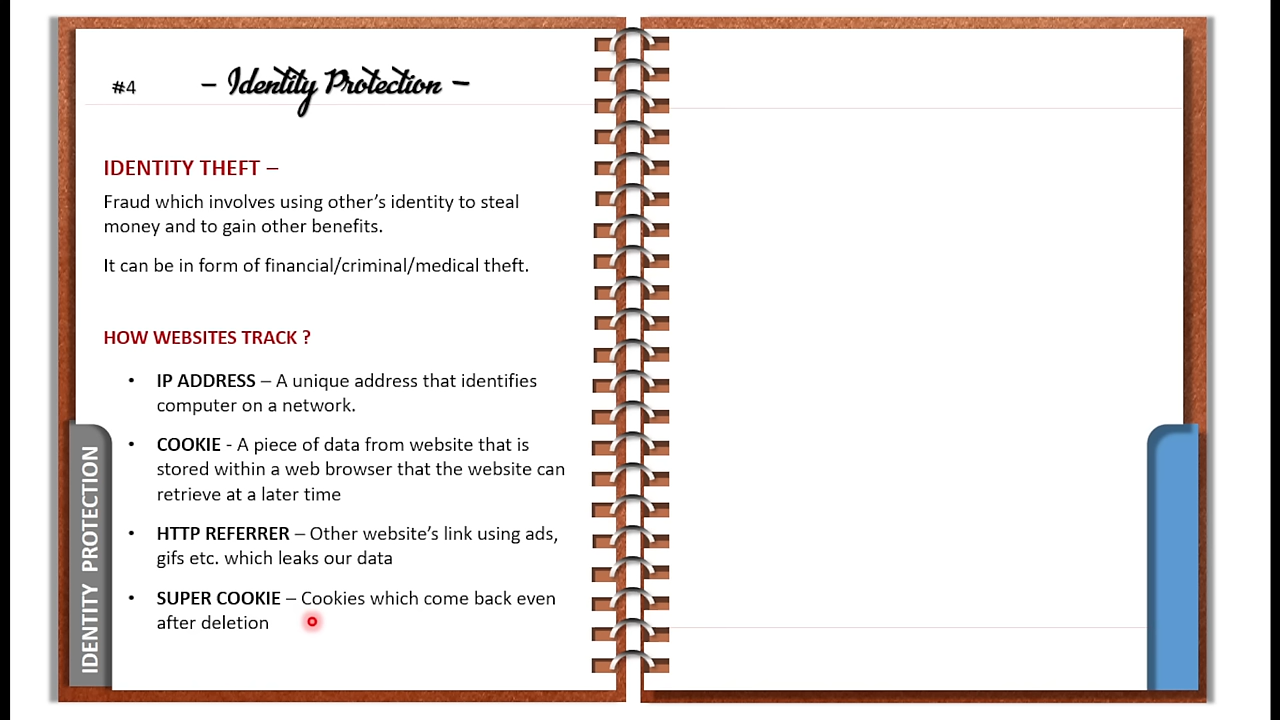 #4
– Identity Protection –
IDENTITY THEFT –
Fraud which involves using other’s identity to steal
money and to gain other benefits.
It can be in form of financial/criminal/medical theft.
HOW WEBSITES TRACK ?
• IP ADDRESS – A unique address that identifies
computer on a network.
• COOKIE - A piece of data from website that is
stored within a web browser that the website can
retrieve at a later time
• HTTP REFERRER – Other website’s link using ads,
gifs etc. which leaks our data
• SUPER COOKIE – Cookies which come back even
after deletion
IDENTITY PROTECTION